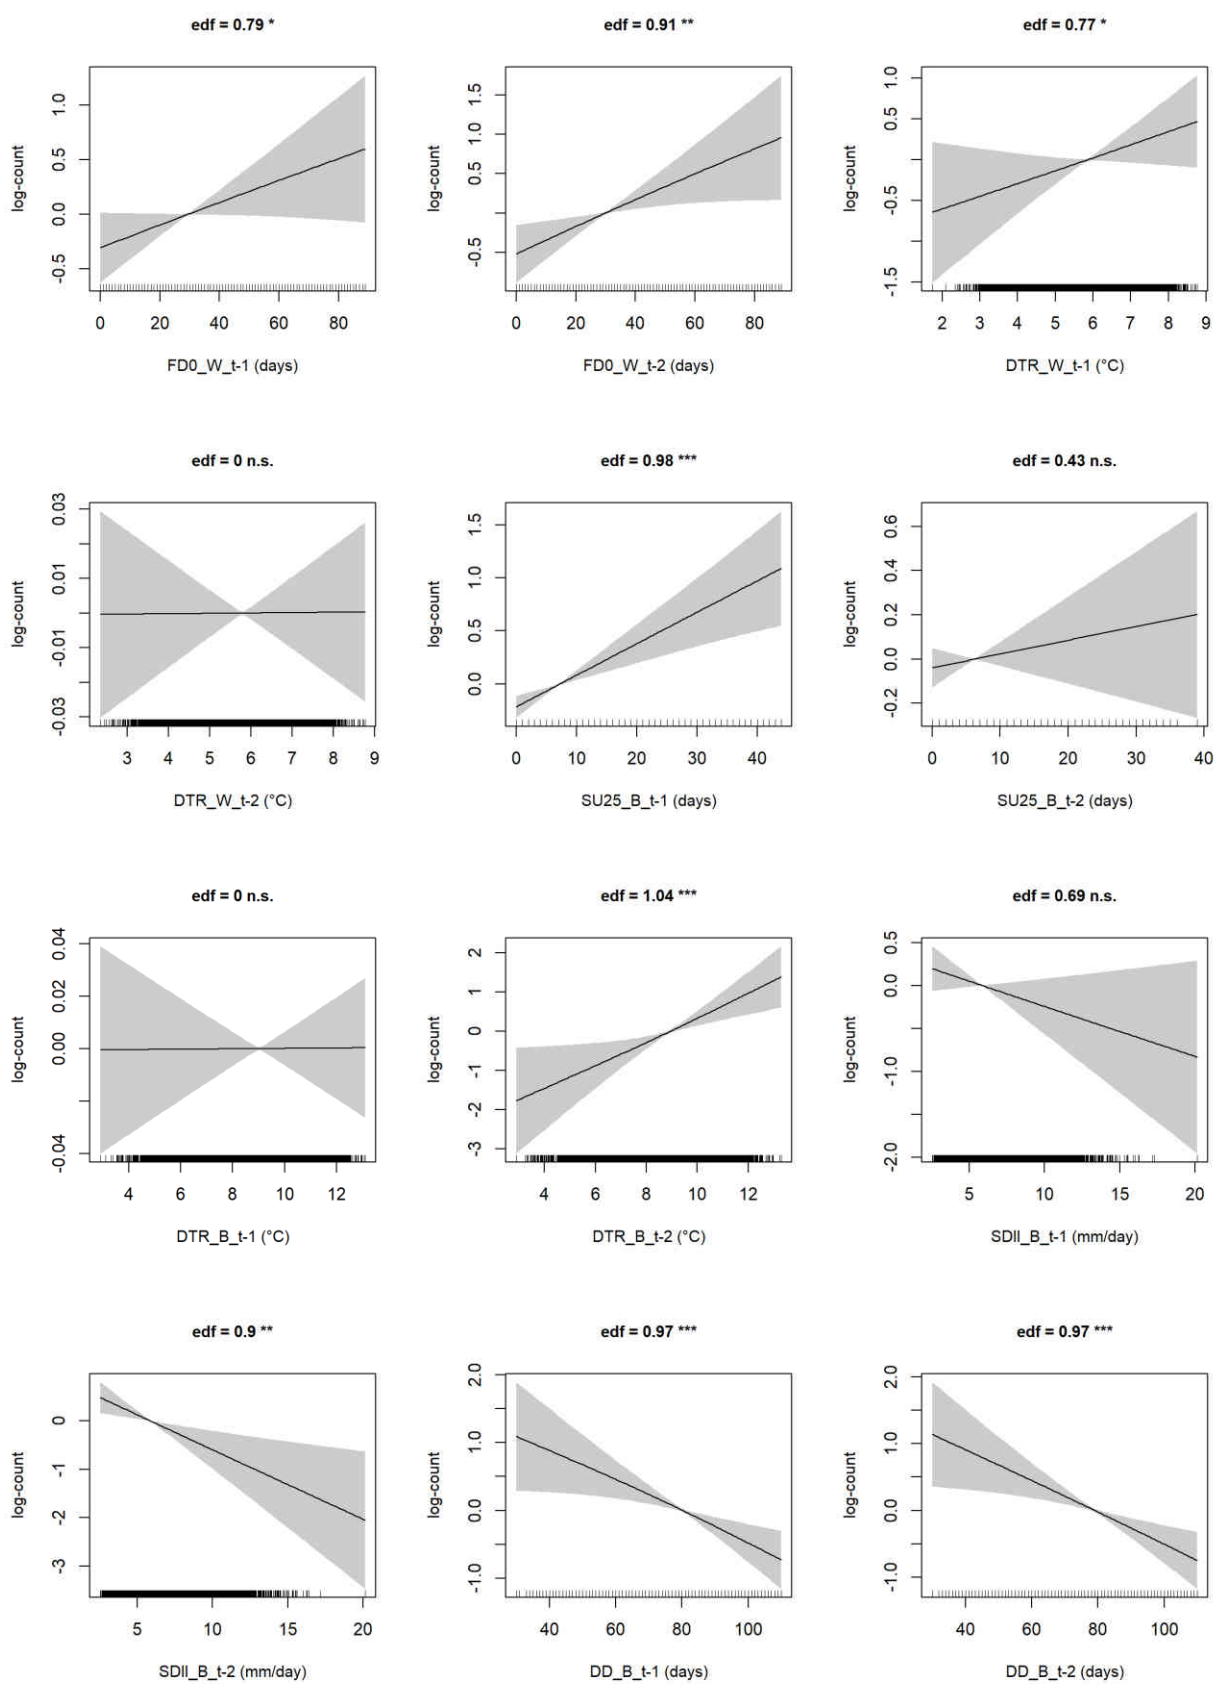 edf = 0.79 *
edf = 0.91 **
edf = 0.77 *
log-count
1.0
0.5
0.0
-0.5
0 20 40 60 80
FD0_W_t-1 (days)
log-count
1.5
1.0
0.5
-0.5
0 20 40 60 80
FD0_W_t-2 (days)
log-count
1.0
0.5
-0.5
-1.5
2 3 4 5 6 7 8 9
DTR_W_t-1 (°C)
edf = 0 n.s.
edf = 0.98 ***
edf = 0.43 n.s.
log-count
0.03
0.01
-0.01
-0.03
3 4 5 6 7 8 9
DTR_W_t-2 (°C)
log-count
1.5
0.5
0.0
0 10 20 30 40
SU25_B_t-1 (days)
log-count
0.6
0.4
0.2
0.0
-0.2
0 10 20 30 40
SU25_B_t-2 (days)
edf = 0 n.s.
edf = 1.04 ***
edf = 0.69 n.s.
log-count
0.04
0.02
0.00
-0.04
4 6 8 10 12
DTR_B_t-1 (°C)
log-count
2
1
0
-1
-2
-3
4 6 8 10 12
DTR_B_t-2 (°C)
log-count
0.5
0.0
-1.0
-2.0
5 10 15 20
SDII_B_t-1 (mm/day)
edf = 0.9 **
edf = 0.97 ***
edf = 0.97 ***
log-count
0
-1
-2
-3
5 10 15 20
SDII_B_t-2 (mm/day)
log-count
2.0
1.0
0.0
-1.0
40 60 80 100
DD_B_t-1 (days)
log-count
2.0
1.0
0.0
-1.0
40 60 80 100
DD_B_t-2 (days)